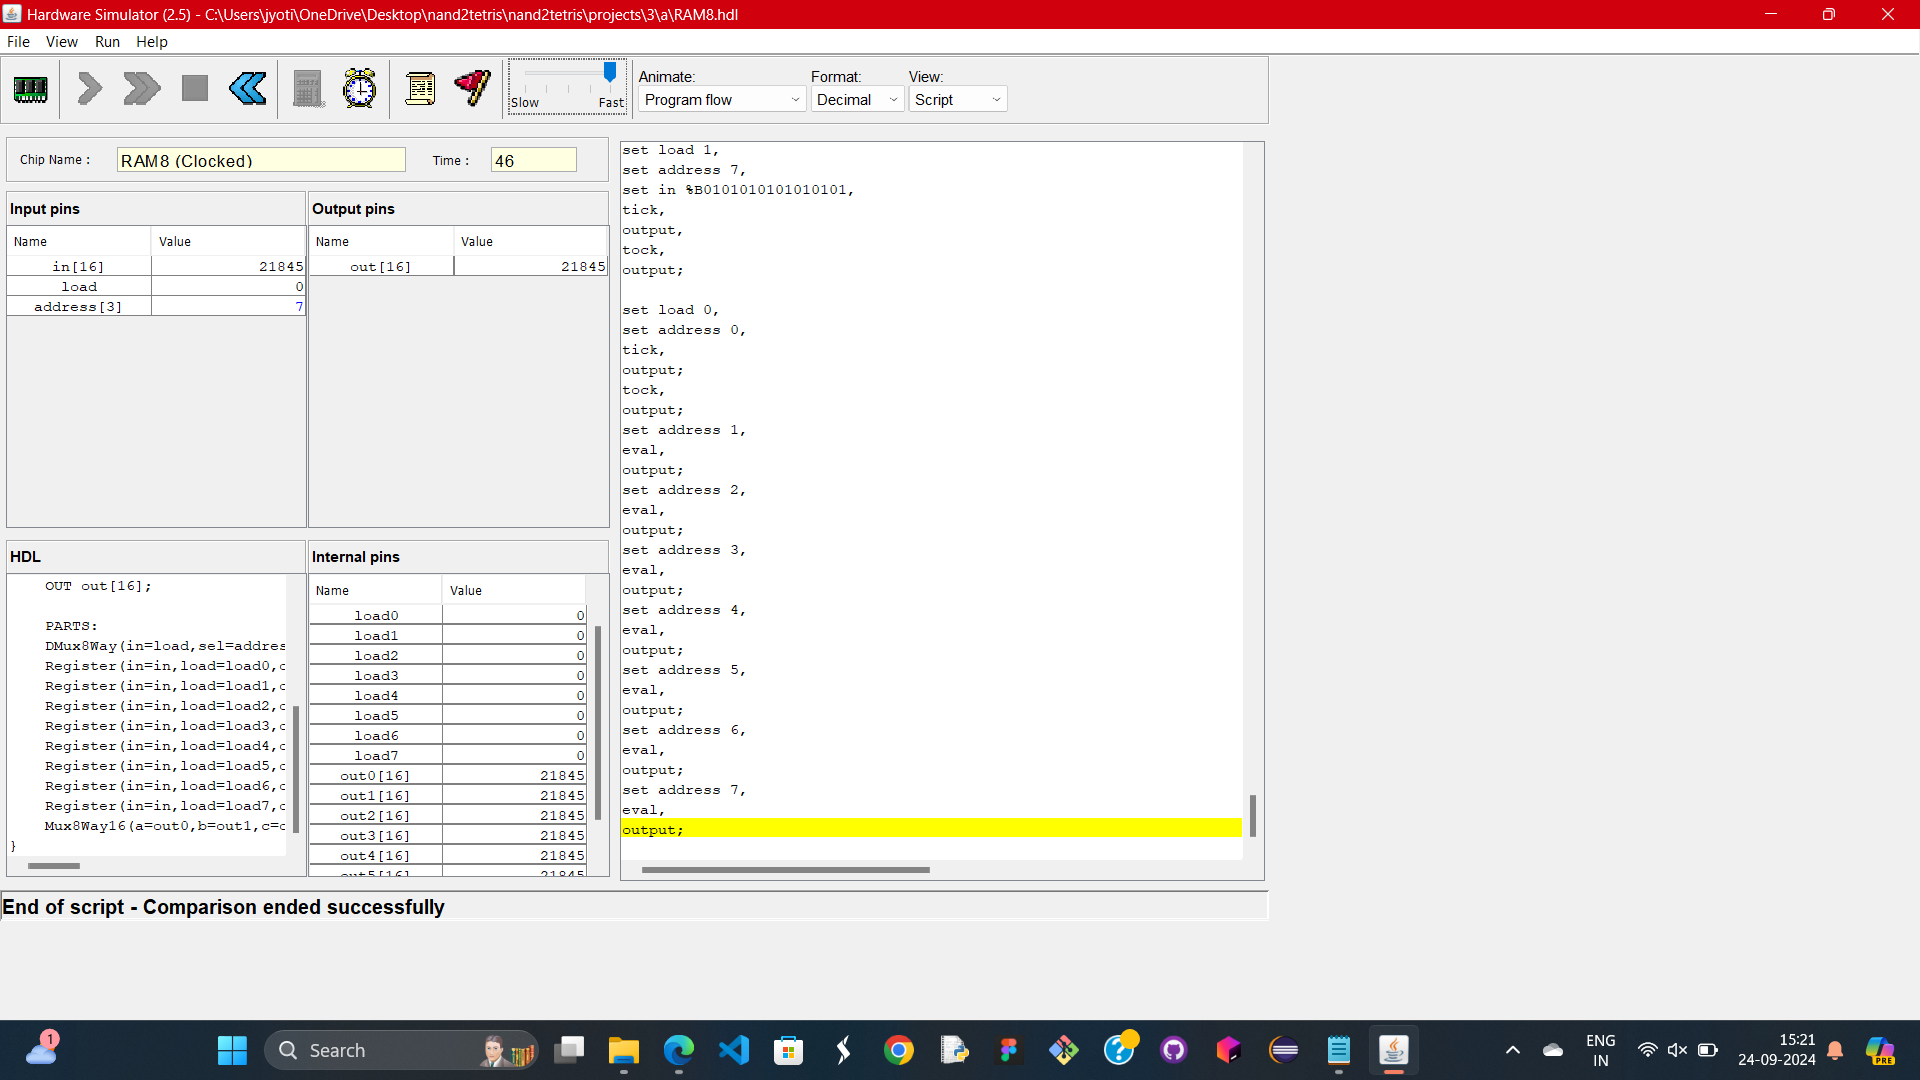 Hardware Simulator (2.5) - C:\Users\jyoti\OneDrive\Desktop\nand2tetris\nand2tetris\projects\3\a\RAM8.hdl
File View Run Help
Slow Fast
Animate: Format: View:
Program flow Decimal Script
Chip Name : RAM8 (Clocked) Time : 46
Input pins
Name Value
in[16] 21845
load 0
address[3] 7
Output pins
Name Value
out[16] 21845
HDL
OUT out[16];
PARTS:
DMux8Way(in=load,sel=addres
Register(in=in,load=load0,
Register(in=in,load=load1,
Register(in=in,load=load2,
Register(in=in,load=load3,
Register(in=in,load=load4,
Register(in=in,load=load5,
Register(in=in,load=load6,
Register(in=in,load=load7,
Mux8Way16(a=out0,b=out1,c=
}
Internal pins
Name Value
load0 0
load1 0
load2 0
load3 0
load4 0
load5 0
load6 0
load7 0
out0[16] 21845
out1[16] 21845
out2[16] 21845
out3[16] 21845
out4[16] 21845
out5[16] 21845
set load 1,
set address 7,
set in %B0101010101010101,
tick,
output,
tock,
output;
set load 0,
set address 0,
tick,
output;
tock,
output;
set address 1,
eval,
output;
set address 2,
eval,
output;
set address 3,
eval,
output;
set address 4,
eval,
output;
set address 5,
eval,
output;
set address 6,
eval,
output;
set address 7,
eval,
output;
End of script - Comparison ended successfully
1
Search
ENG
IN
15:21
24-09-2024
PRE